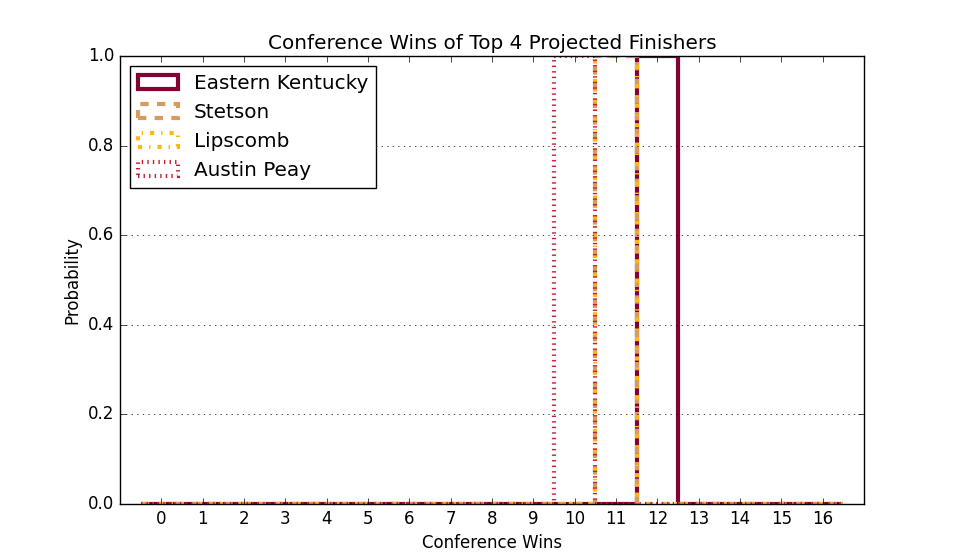 Conference Wins of Top 4 Projected Finishers
1.0
0.8
0.6
0.4
0.2
0.0
Probability
Eastern Kentucky
Stetson
Lipscomb
Austin Peay
0 1 2 3 4 5 6 7 8 9 10 11 12 13 14 15 16
Conference Wins